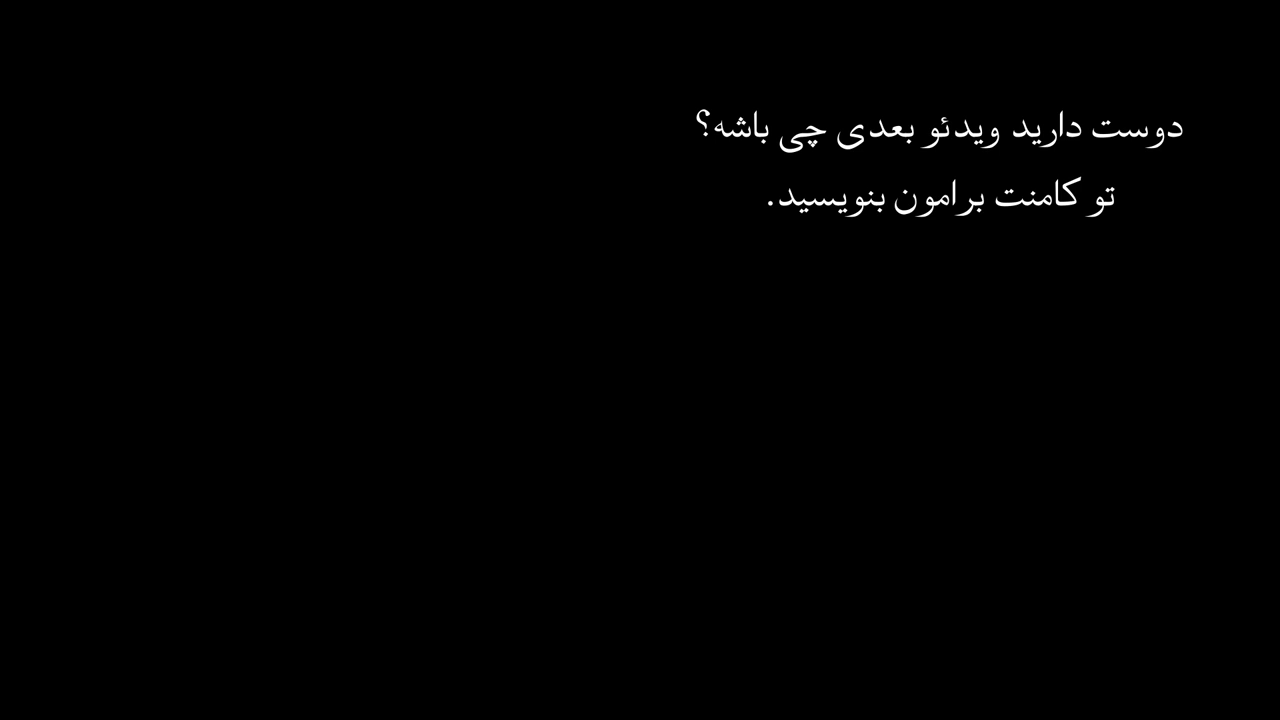 دوست دارید ویدئو بعدی چی باشه؟
تو کامنت برامون بنویسید.